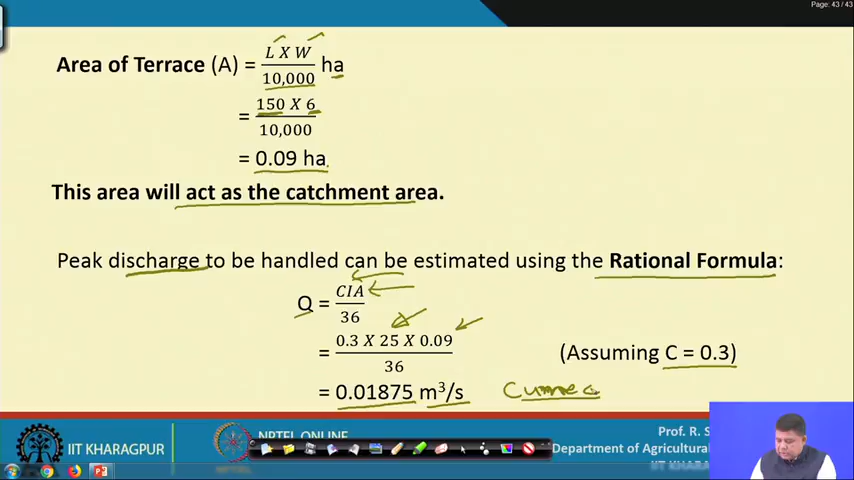 Page: 43 / 43
Area of Terrace (A) = L X W / 10,000 ha
= 150 X 6 / 10,000
= 0.09 ha.
This area will act as the catchment area.
Peak discharge to be handled can be estimated using the Rational Formula:
Q = CIA / 36
= 0.3 X 25 X 0.09 / 36 (Assuming C = 0.3)
= 0.01875 m³/s Cumec
IIT KHARAGPUR
NPTEL ONLINE
Prof. R. S
Department of Agricultural
IIT KHARA